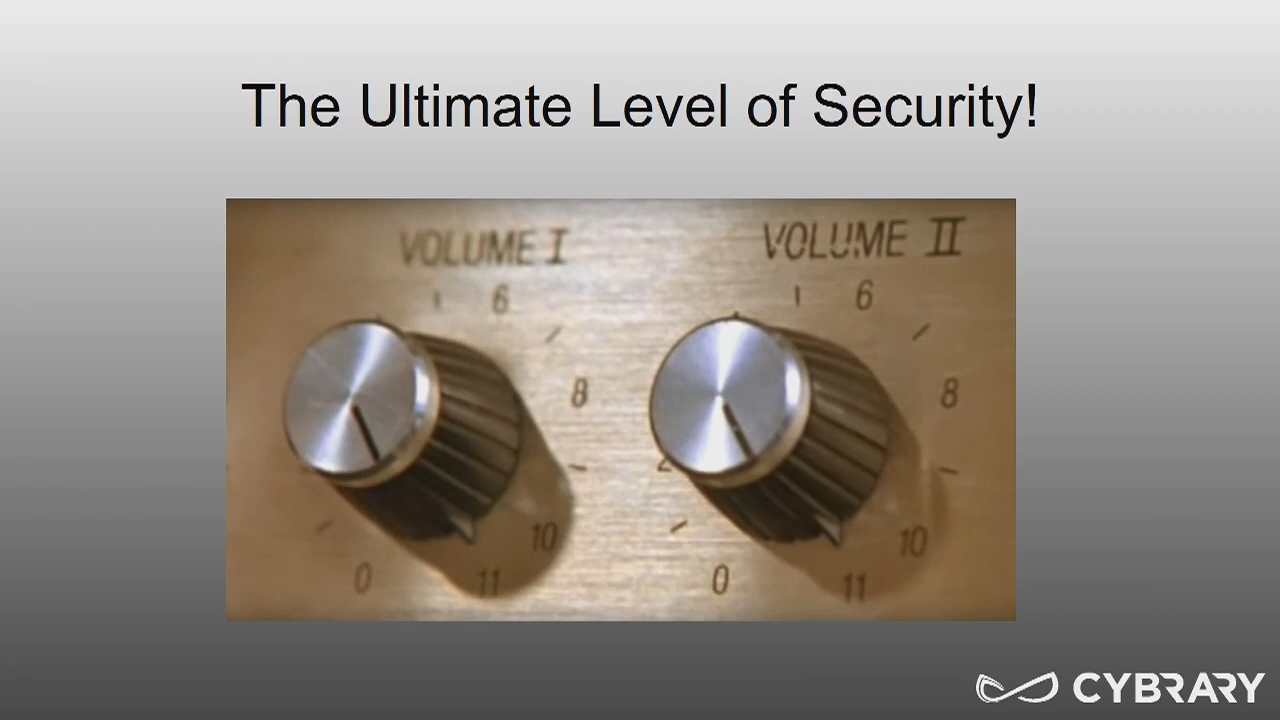 The Ultimate Level of Security!
VOLUME I
VOLUME II
6
6
8
8
2
10
10
0
11
0
11
CYBRARY